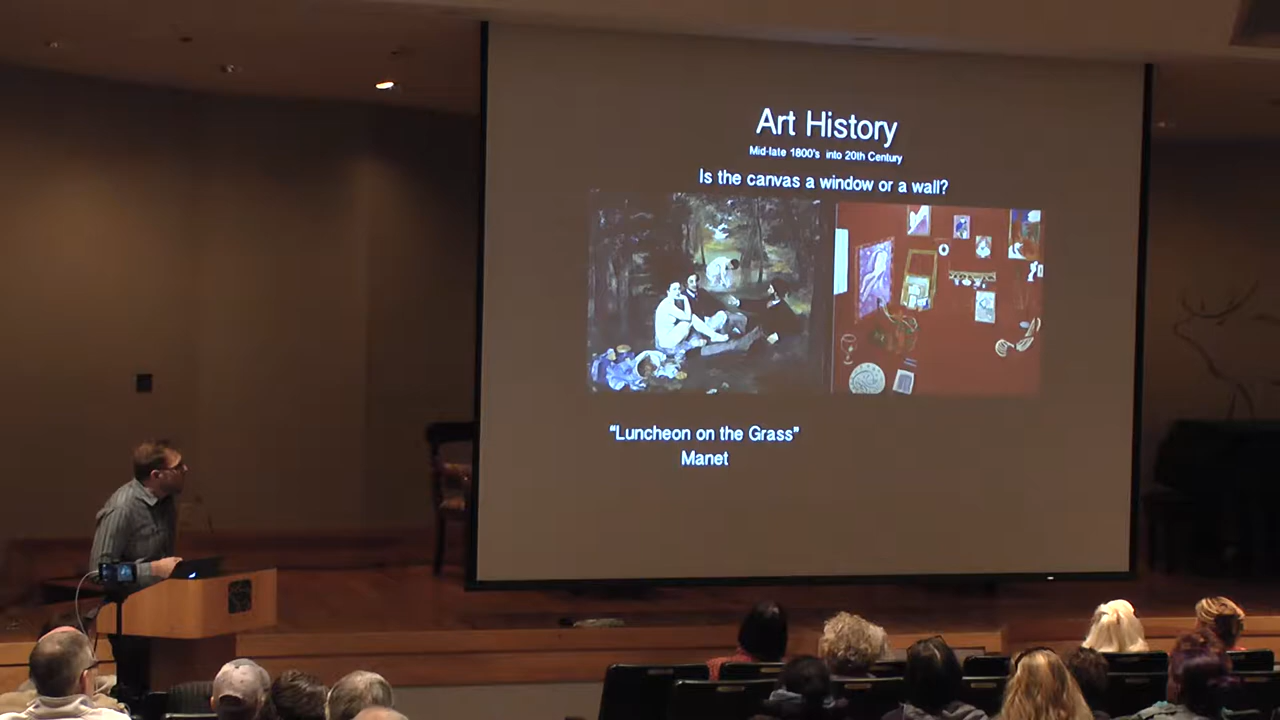 Art History
Mid-late 1800's into 20th Century
Is the canvas a window or a wall?
“Luncheon on the Grass”
Manet